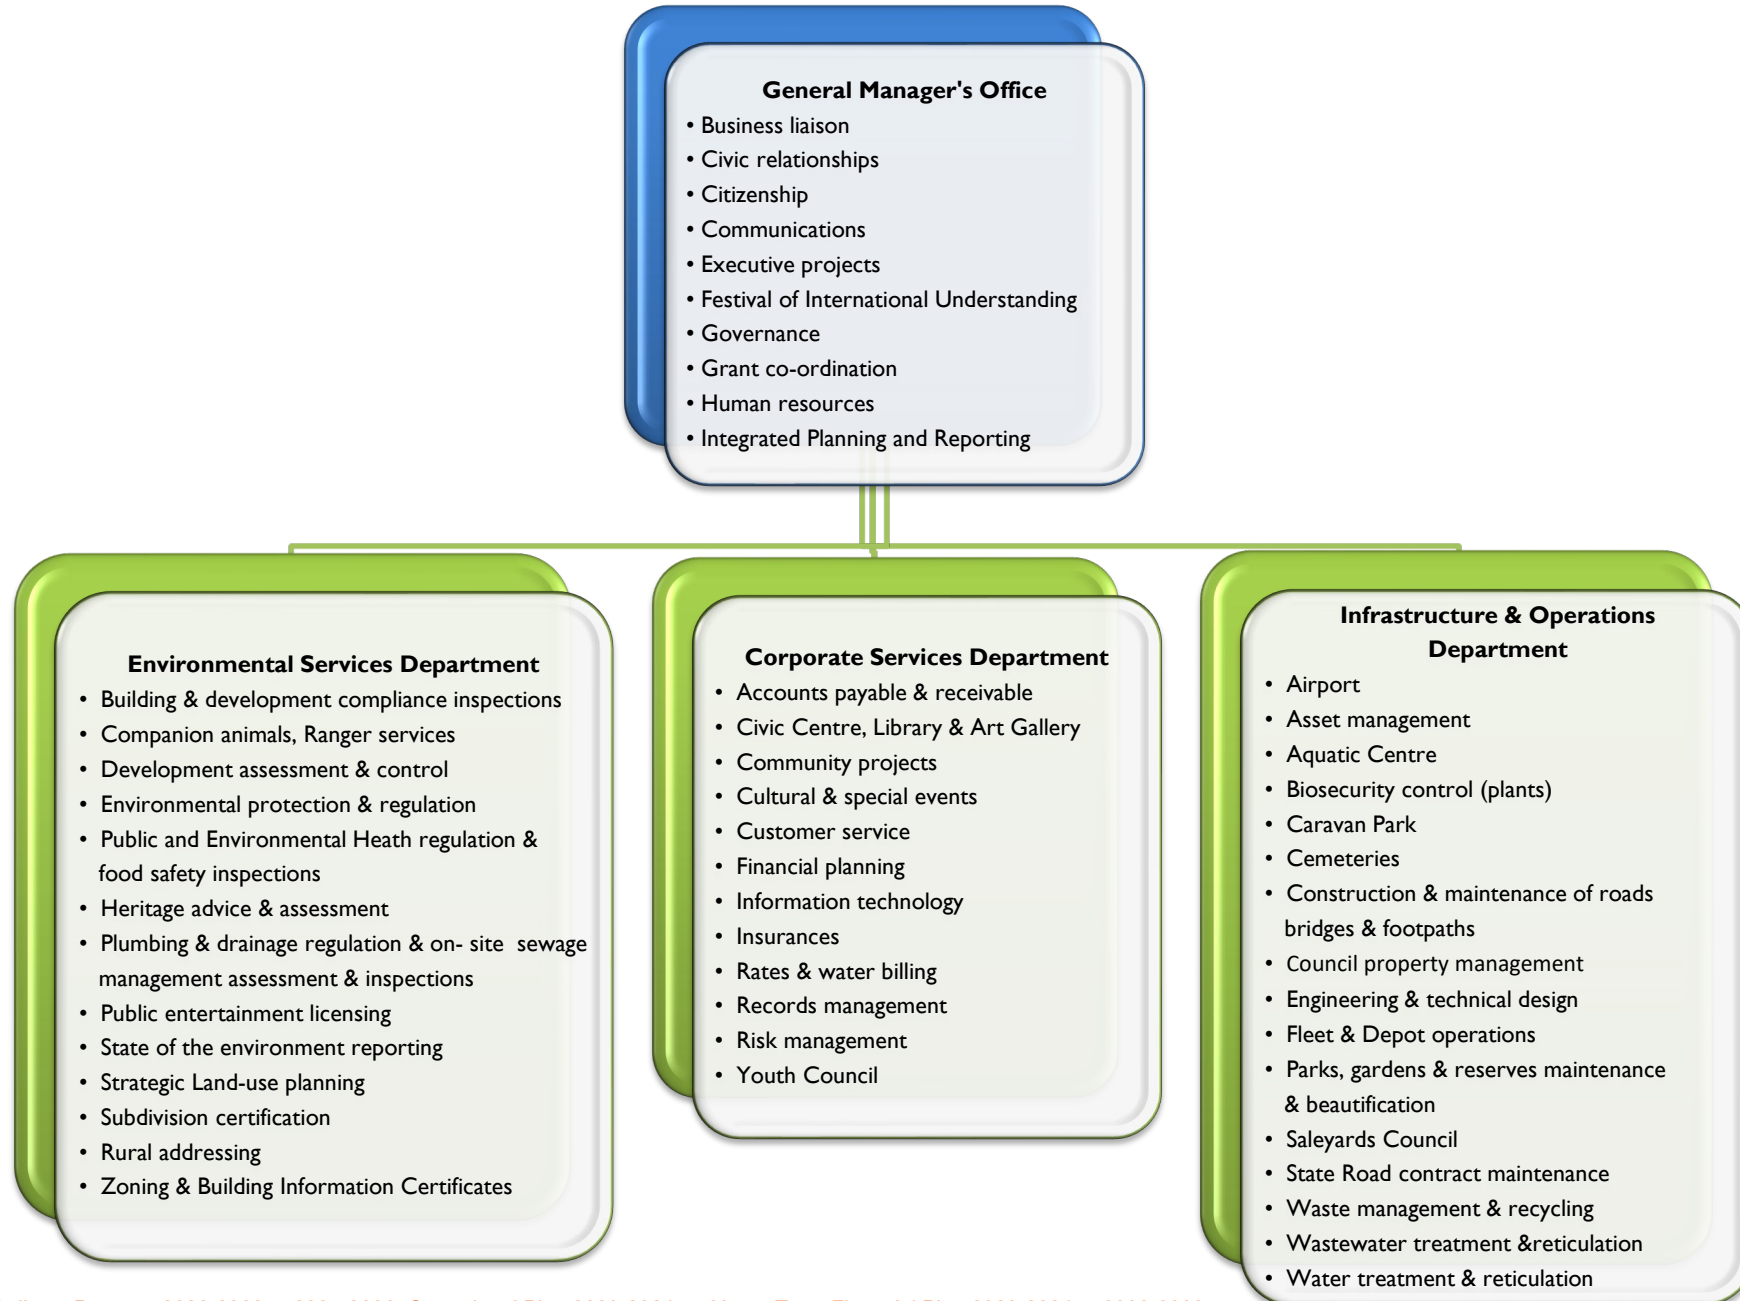 General Manager's Office
• Business liaison
• Civic relationships
• Citizenship
• Communications
• Executive projects
• Festival of International Understanding
• Governance
• Grant co-ordination
• Human resources
• Integrated Planning and Reporting
Environmental Services Department
• Building & development compliance inspections
• Companion animals, Ranger services
• Development assessment & control
• Environmental protection & regulation
• Public and Environmental Heath regulation &
food safety inspections
• Heritage advice & assessment
• Plumbing & drainage regulation & on- site sewage
management assessment & inspections
• Public entertainment licensing
• State of the environment reporting
• Strategic Land-use planning
• Subdivision certification
• Rural addressing
• Zoning & Building Information Certificates
Corporate Services Department
• Accounts payable & receivable
• Civic Centre, Library & Art Gallery
• Community projects
• Cultural & special events
• Customer service
• Financial planning
• Information technology
• Insurances
• Rates & water billing
• Records management
• Risk management
• Youth Council
Infrastructure & Operations
Department
• Airport
• Asset management
• Aquatic Centre
• Biosecurity control (plants)
• Caravan Park
• Cemeteries
• Construction & maintenance of roads
bridges & footpaths
• Council property management
• Engineering & technical design
• Fleet & Depot operations
• Parks, gardens & reserves maintenance
& beautification
• Saleyards Council
• State Road contract maintenance
• Waste management & recycling
• Wastewater treatment &reticulation
• Water treatment & reticulation